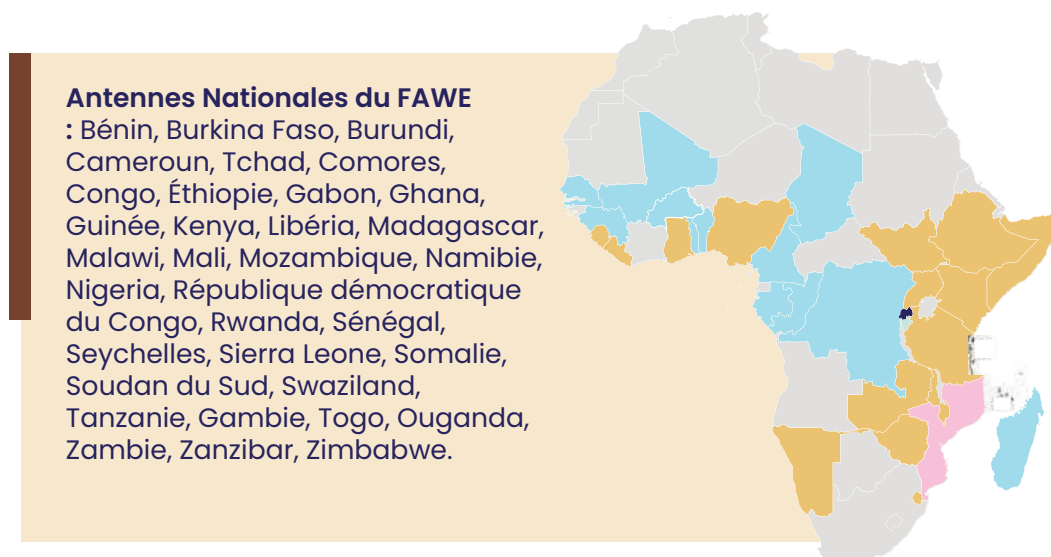 Antennes Nationales du FAWE
: Bénin, Burkina Faso, Burundi,
Cameroun, Tchad, Comores,
Congo, Éthiopie, Gabon, Ghana,
Guinée, Kenya, Libéria, Madagascar,
Malawi, Mali, Mozambique, Namibie,
Nigeria, République démocratique
du Congo, Rwanda, Sénégal,
Seychelles, Sierra Leone, Somalie,
Soudan du Sud, Swaziland,
Tanzanie, Gambie, Togo, Ouganda,
Zambie, Zanzibar, Zimbabwe.